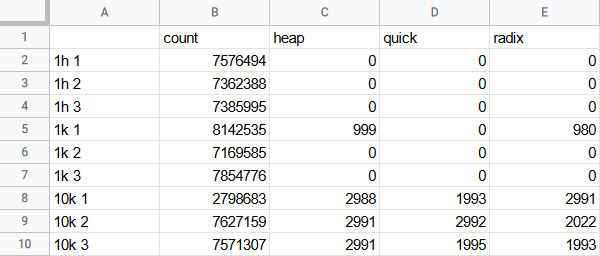 A B C D E
1 count heap quick radix
2 1h 1 7576494 0 0 0
3 1h 2 7362388 0 0 0
4 1h 3 7385995 0 0 0
5 1k 1 8142535 999 0 980
6 1k 2 7169585 0 0 0
7 1k 3 7854776 0 0 0
8 10k 1 2798683 2988 1993 2991
9 10k 2 7627159 2991 2992 2022
10 10k 3 7571307 2991 1995 1993